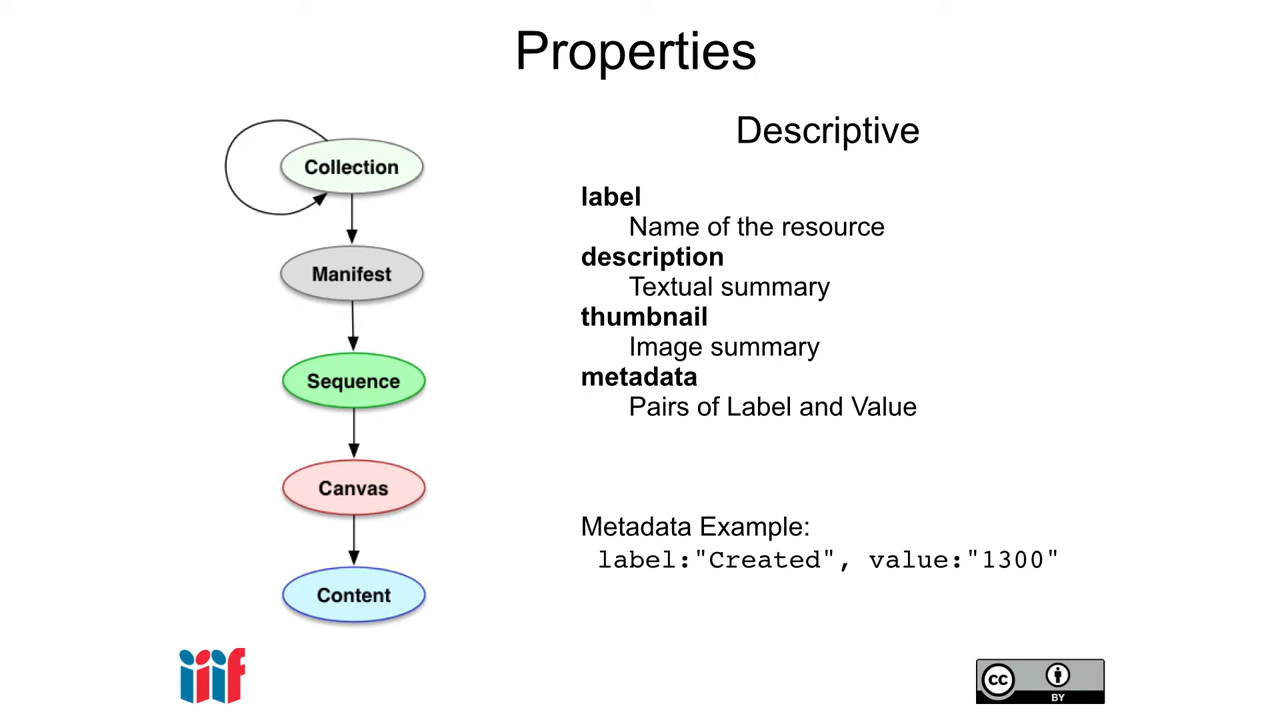 Properties
Collection
Manifest
Sequence
Canvas
Content
Descriptive
label
Name of the resource
description
Textual summary
thumbnail
Image summary
metadata
Pairs of Label and Value
Metadata Example:
label:"Created", value:"1300"
iiif
cc
BY